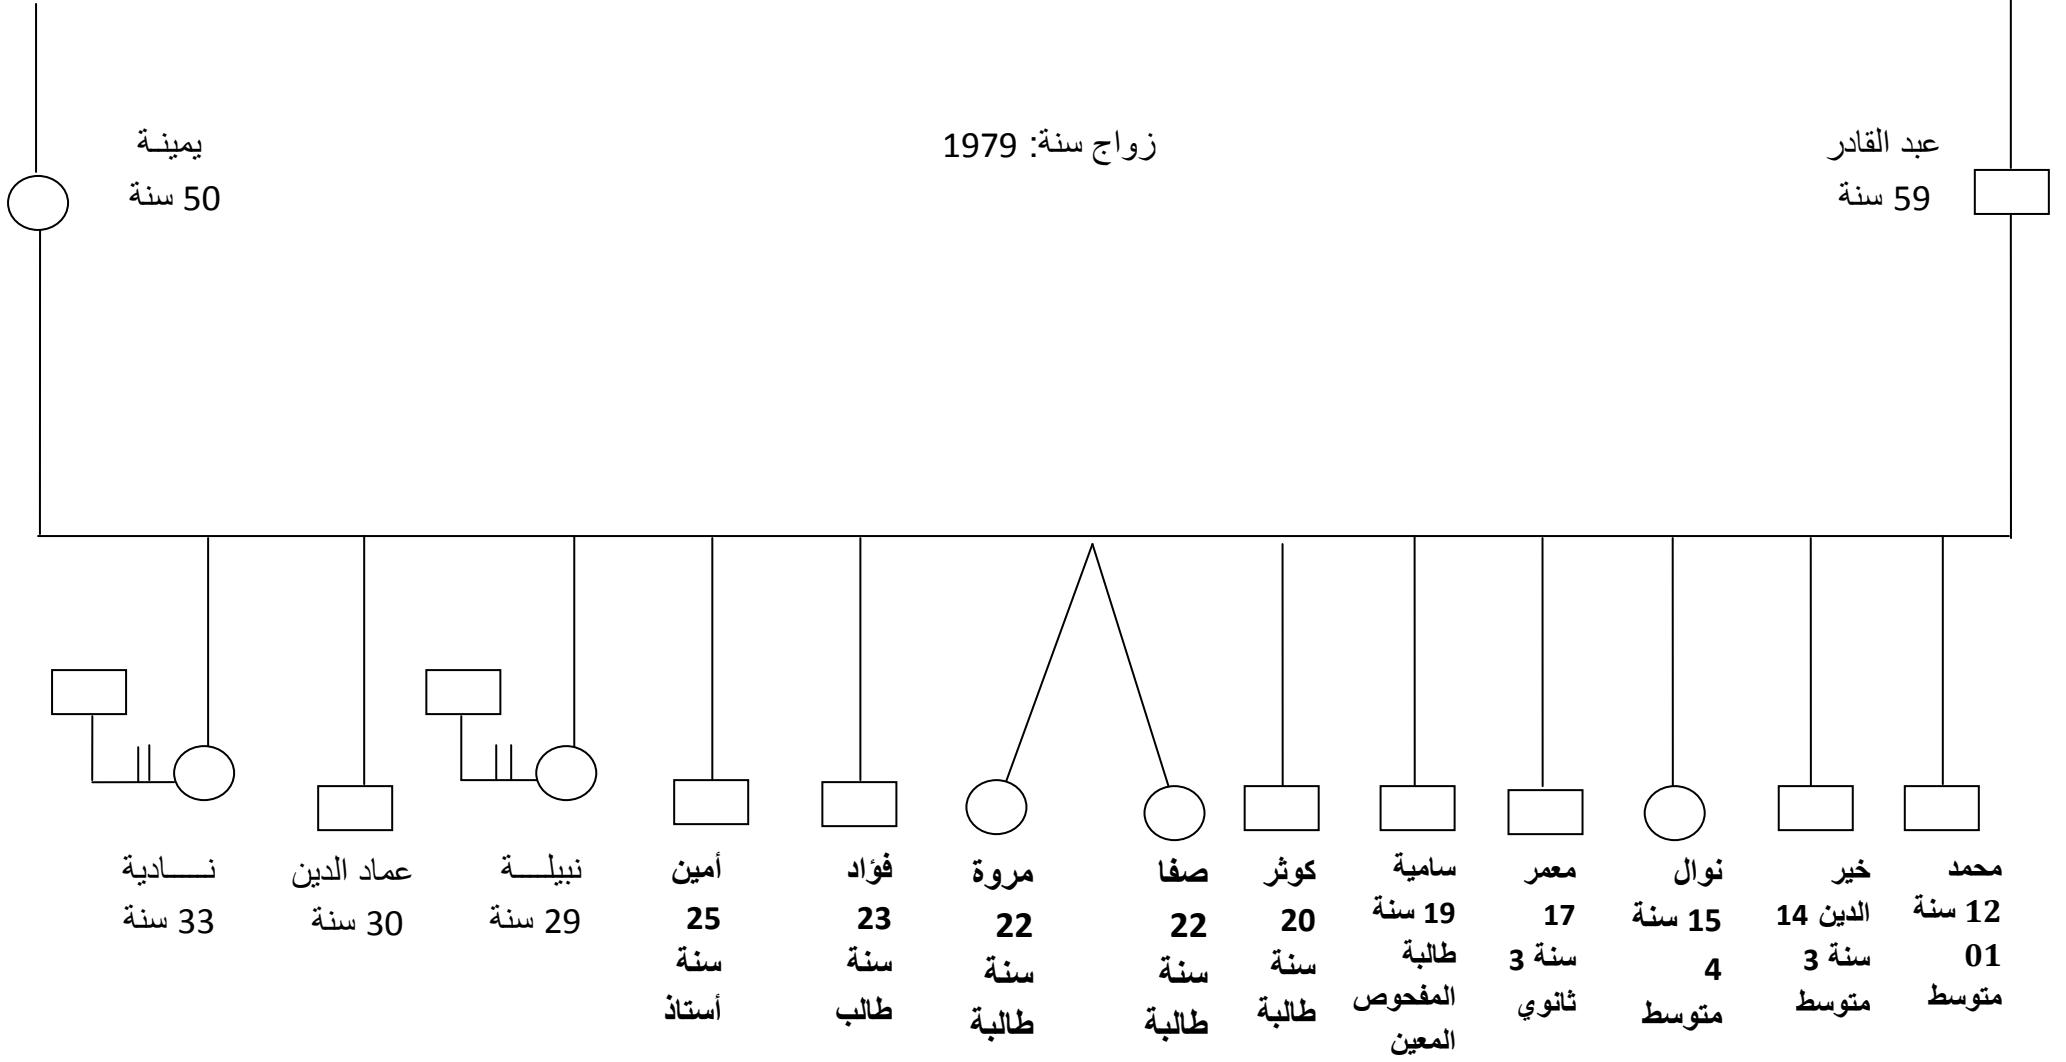 عبد القادر
59 سنة
زواج سنة: 1979
يمينة
50 سنة
محمد
12 سنة
01
متوسط
خير
الدين 14
سنة 3
متوسط
نوال
15 سنة
4
متوسط
معمر
17
سنة 3
ثانوي
سامية
19 سنة
طالبة
المفحوص
المعين
كوثر
20
سنة
طالبة
صفا
22
سنة
طالبة
مروة
22
سنة
طالبة
فؤاد
23
سنة
طالب
أمين
25
سنة
أستاذ
نبيلـــة
29 سنة
عماد الدين
30 سنة
نـــــادية
33 سنة